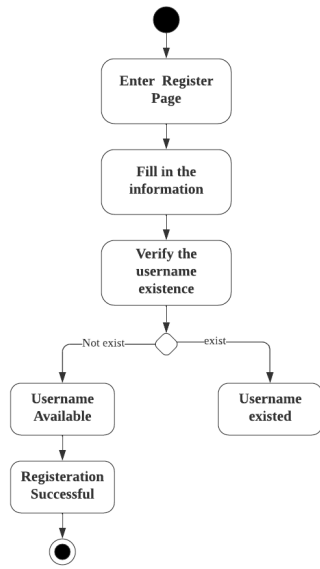 Enter Register
Page
Fill in the
information
Verify the
username
existence
Not exist
exist
Username
Available
Username
existed
Registeration
Successful